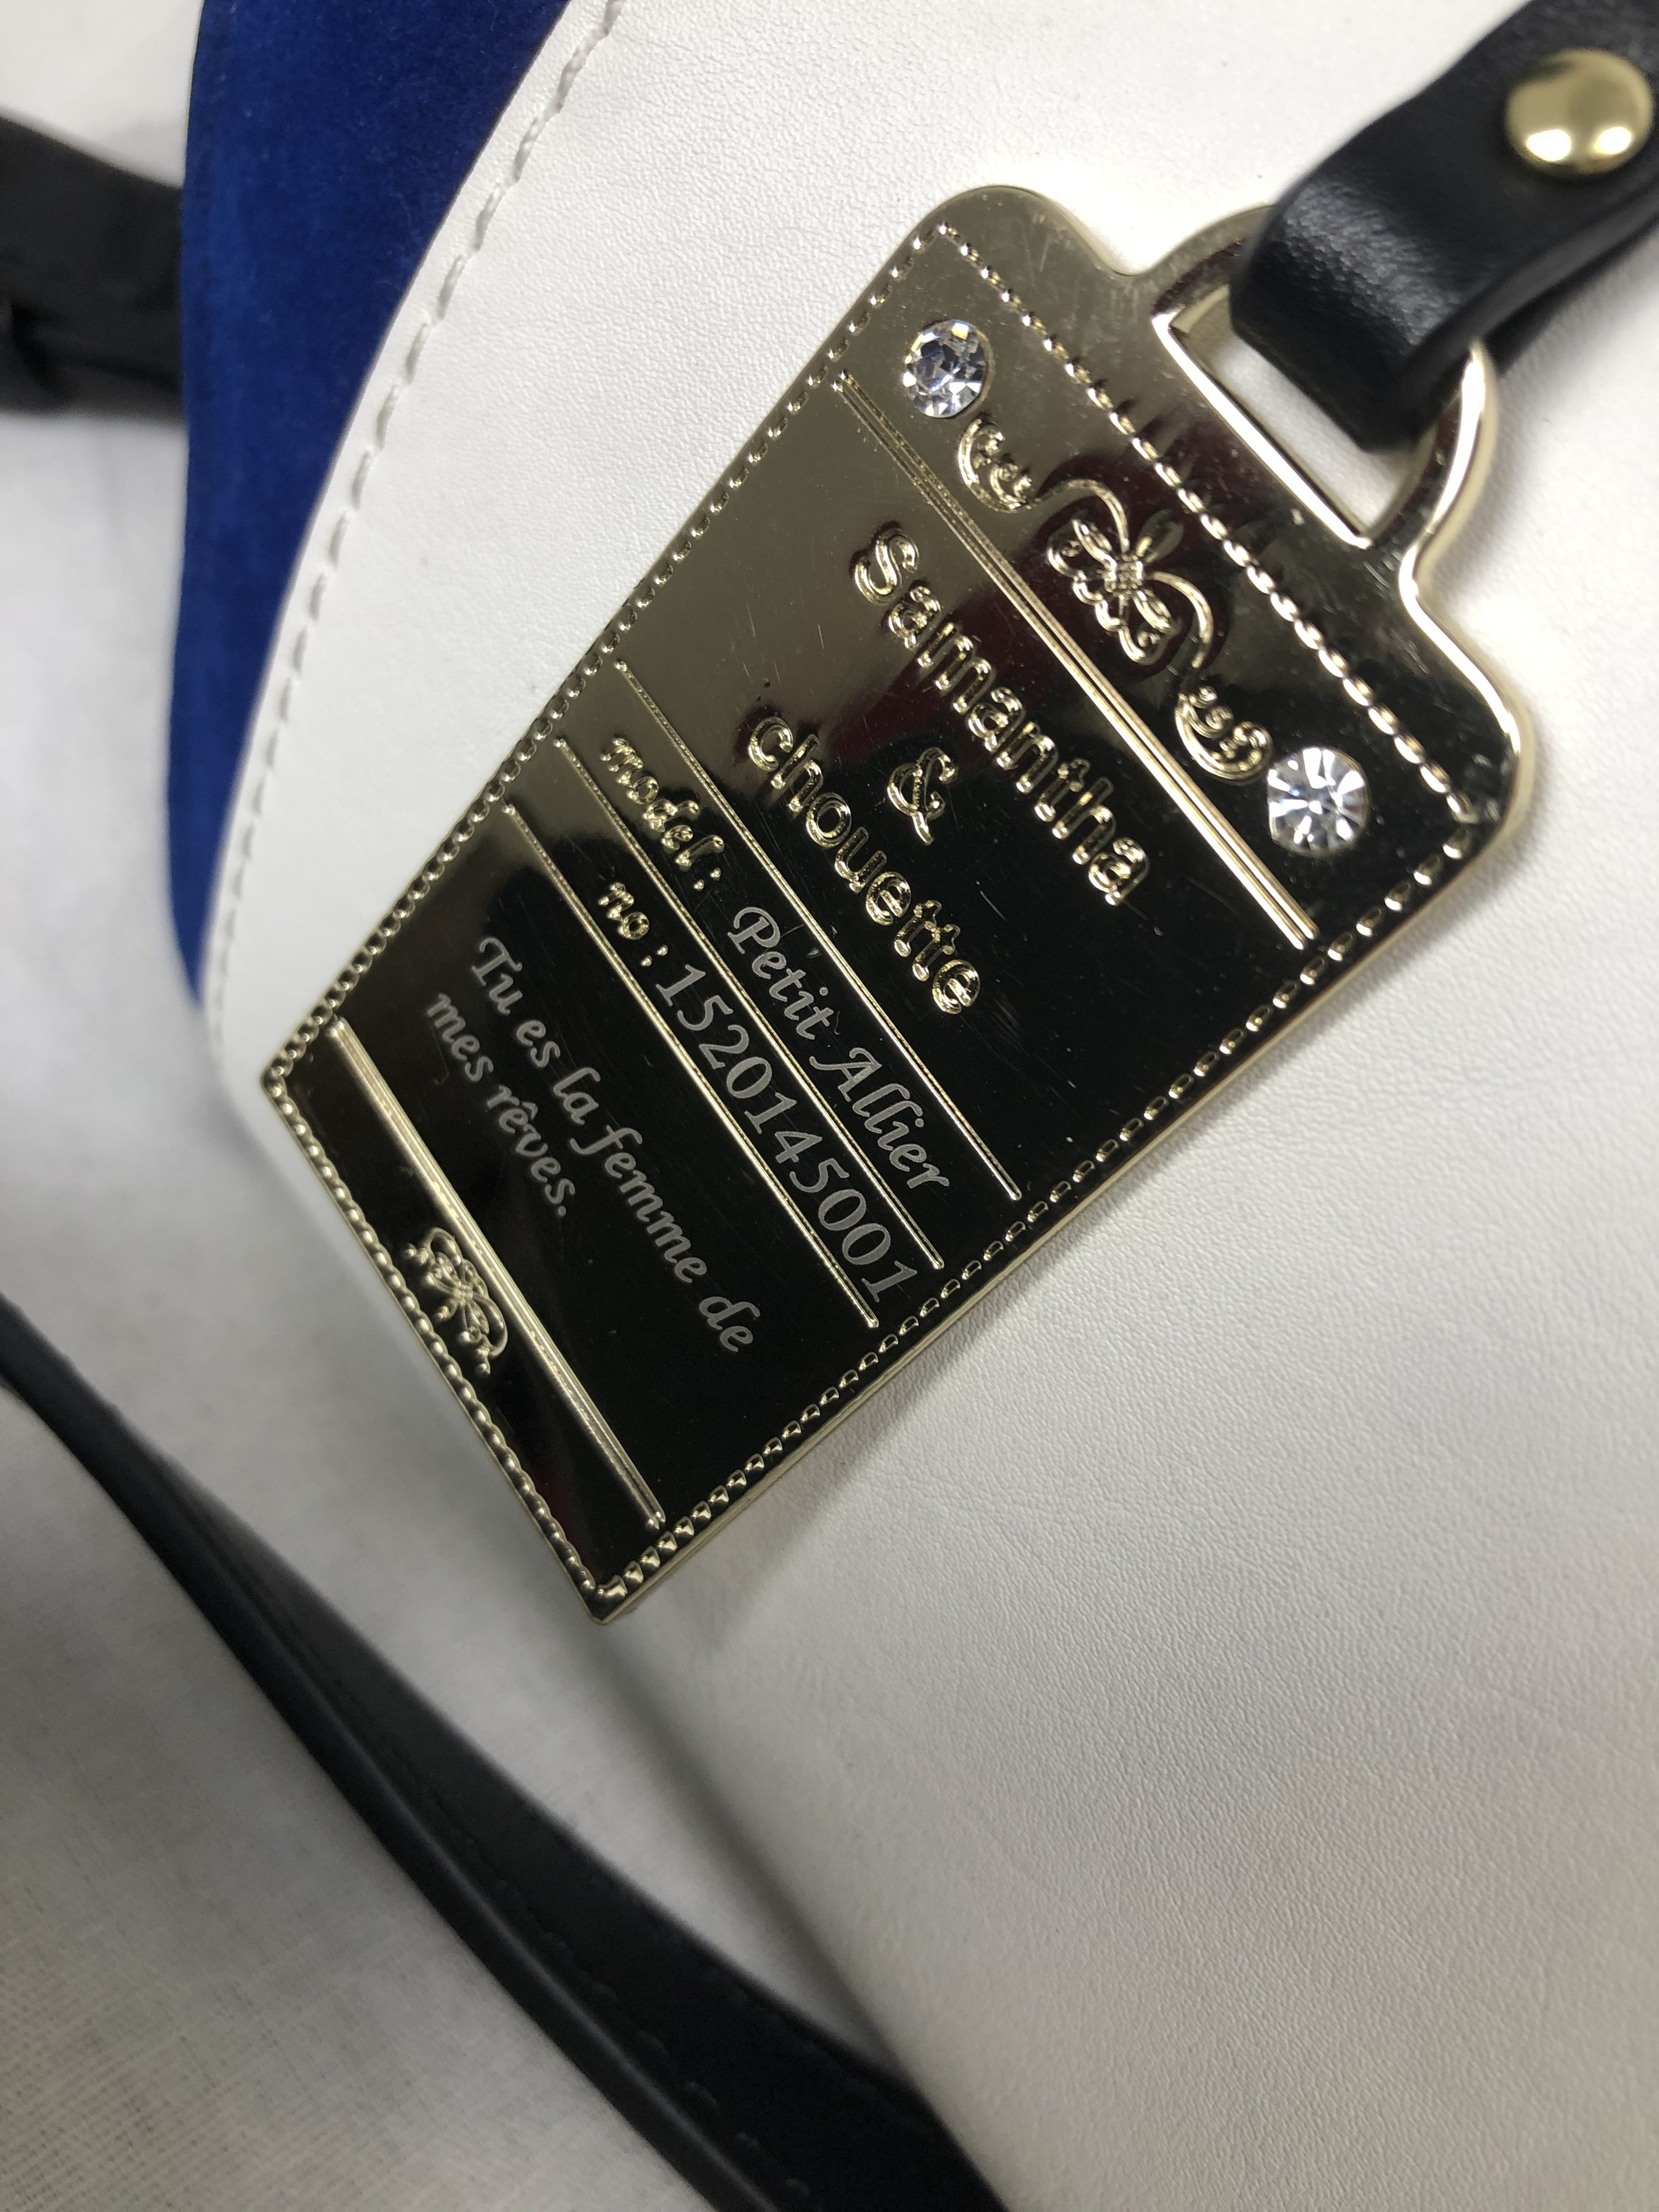 Samantha
&
chouette
model : Petit Allier
no : 1520145001
Tu es la femme de
mes rêves.